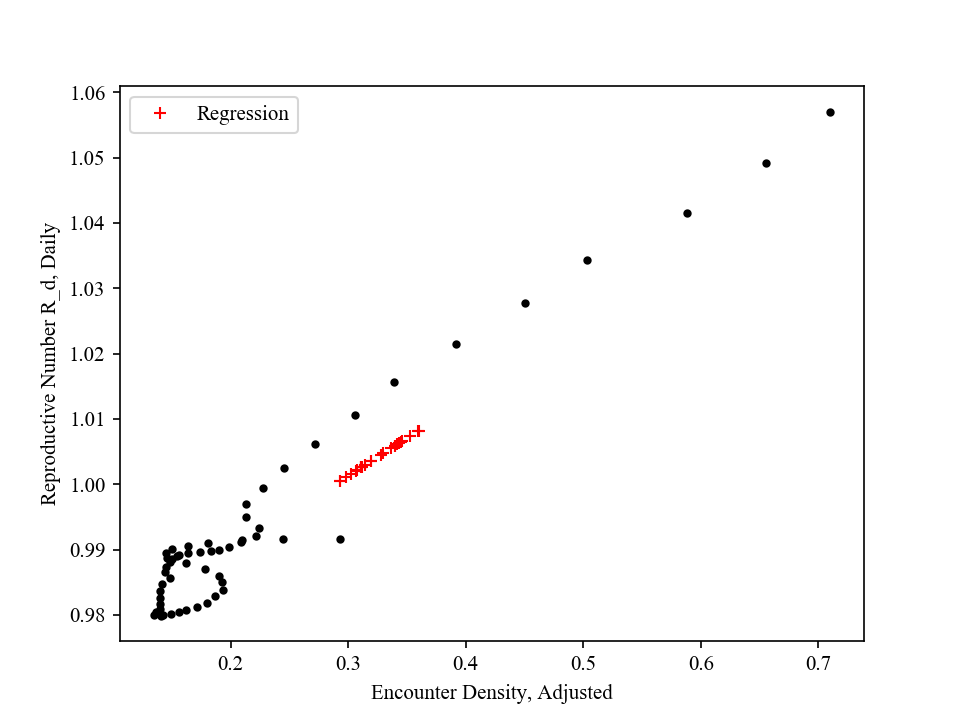 Regression
1.06
1.05
1.04
1.03
1.02
1.01
1.00
0.99
0.98
Reproductive Number R_d, Daily
0.2 0.3 0.4 0.5 0.6 0.7
Encounter Density, Adjusted